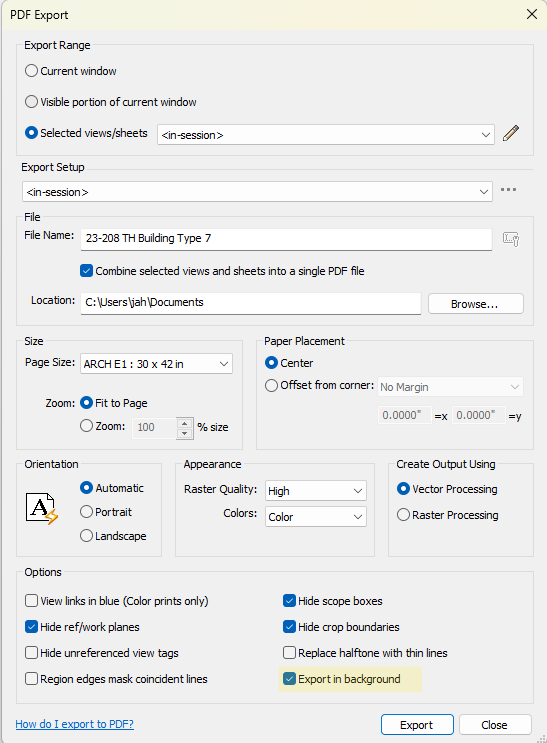 PDF Export
Export Range
Current window
Visible portion of current window
Selected views/sheets <in-session>
Export Setup
<in-session>
File
File Name: 23-208 TH Building Type 7
Combine selected views and sheets into a single PDF file
Location: C:\Users\jah\Documents Browse...
Size
Page Size: ARCH E1 : 30 x 42 in
Zoom: Fit to Page
Zoom: 100 % size
Paper Placement
Center
Offset from corner: No Margin
0.0000" =x 0.0000" =y
Orientation
A
Automatic
Portrait
Landscape
Appearance
Raster Quality: High
Colors: Color
Create Output Using
Vector Processing
Raster Processing
Options
View links in blue (Color prints only)
Hide ref/work planes
Hide unreferenced view tags
Region edges mask coincident lines
Hide scope boxes
Hide crop boundaries
Replace halftone with thin lines
Export in background
How do I export to PDF? Export Close